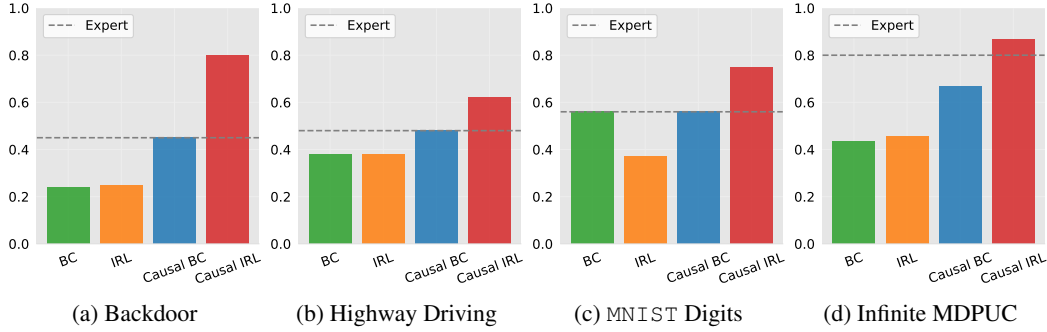 1.0
0.8
0.6
0.4
0.2
0.0
Expert
BC
IRL
Causal BC
Causal IRL
(a) Backdoor
1.0
0.8
0.6
0.4
0.2
0.0
Expert
BC
IRL
Causal BC
Causal IRL
(b) Highway Driving
1.0
0.8
0.6
0.4
0.2
0.0
Expert
BC
IRL
Causal BC
Causal IRL
(c) MNIST Digits
1.0
0.8
0.6
0.4
0.2
0.0
Expert
BC
IRL
Causal BC
Causal IRL
(d) Infinite MDPUC